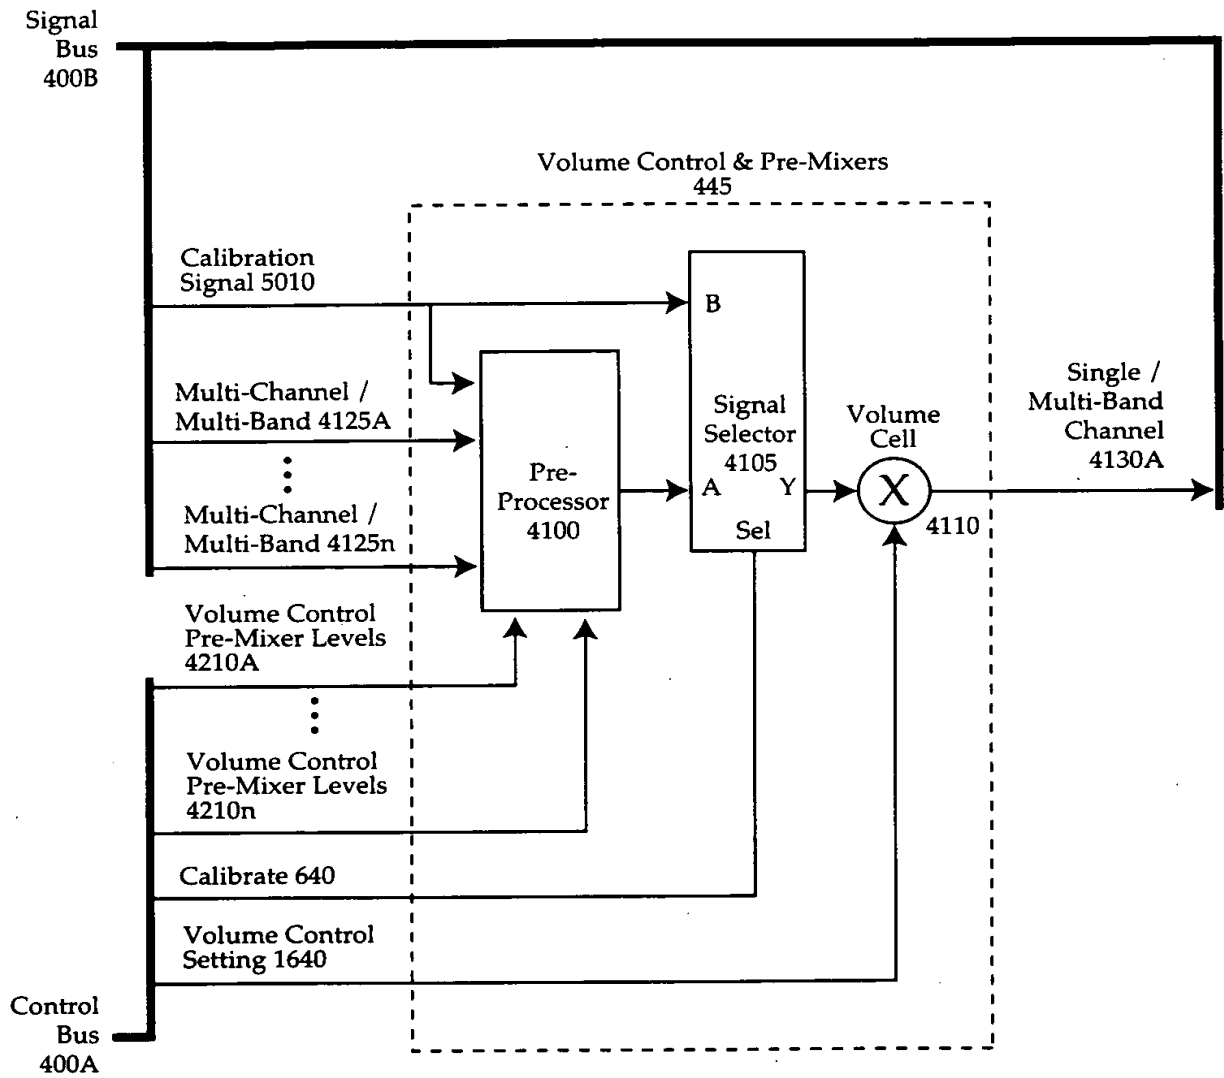 Signal
Bus
400B
Volume Control & Pre-Mixers
445
Calibration
Signal 5010
B
Multi-Channel /
Multi-Band 4125A
Multi-Channel /
Multi-Band 4125n
Pre-
Processor
4100
Signal
Selector
4105
A
Y
Sel
Volume
Cell
X
4110
Single /
Multi-Band
Channel
4130A
Volume Control
Pre-Mixer Levels
4210A
Volume Control
Pre-Mixer Levels
4210n
Calibrate 640
Volume Control
Setting 1640
Control
Bus
400A